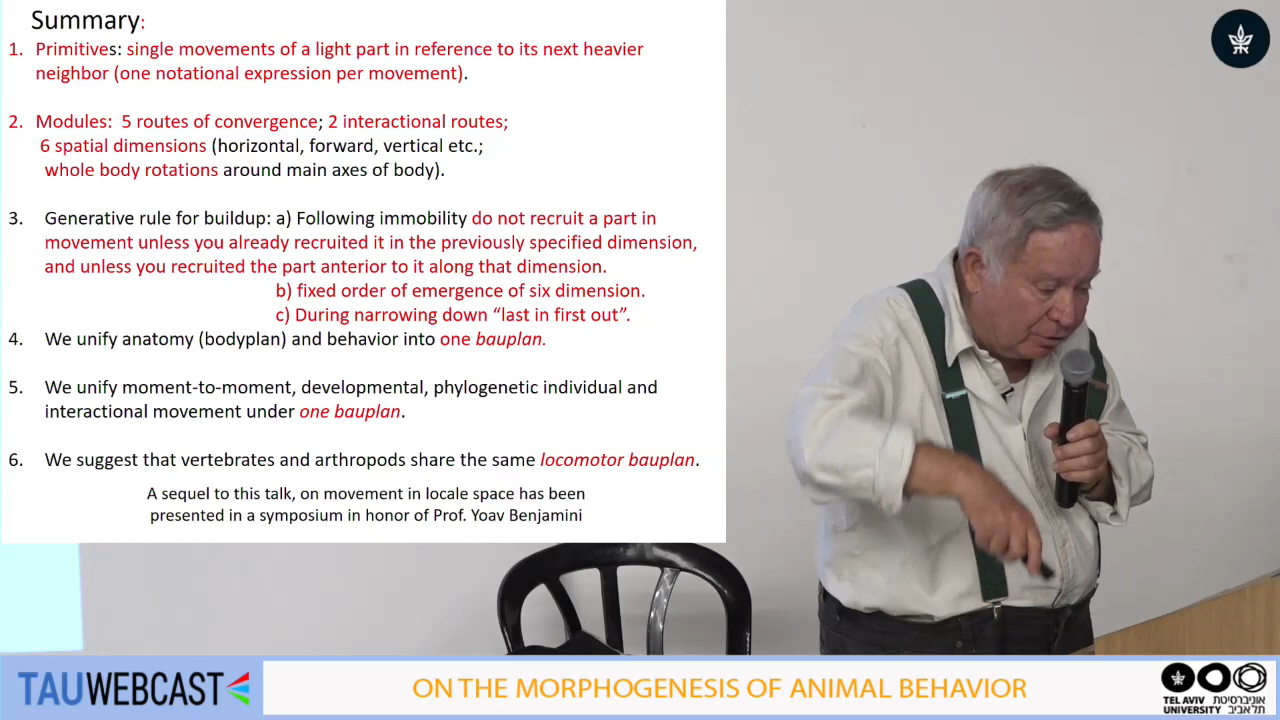 Summary:
1. Primitives: single movements of a light part in reference to its next heavier
neighbor (one notational expression per movement).
2. Modules: 5 routes of convergence; 2 interactional routes;
6 spatial dimensions (horizontal, forward, vertical etc.;
whole body rotations around main axes of body).
3. Generative rule for buildup: a) Following immobility do not recruit a part in
movement unless you already recruited it in the previously specified dimension,
and unless you recruited the part anterior to it along that dimension.
b) fixed order of emergence of six dimension.
c) During narrowing down “last in first out”.
4. We unify anatomy (bodyplan) and behavior into one bauplan.
5. We unify moment-to-moment, developmental, phylogenetic individual and
interactional movement under one bauplan.
6. We suggest that vertebrates and arthropods share the same locomotor bauplan.
A sequel to this talk, on movement in locale space has been
presented in a symposium in honor of Prof. Yoav Benjamini
TAUWEBCAST
ON THE MORPHOGENESIS OF ANIMAL BEHAVIOR
TEL AVIV אוניברסיטת
UNIVERSITY תל אביב